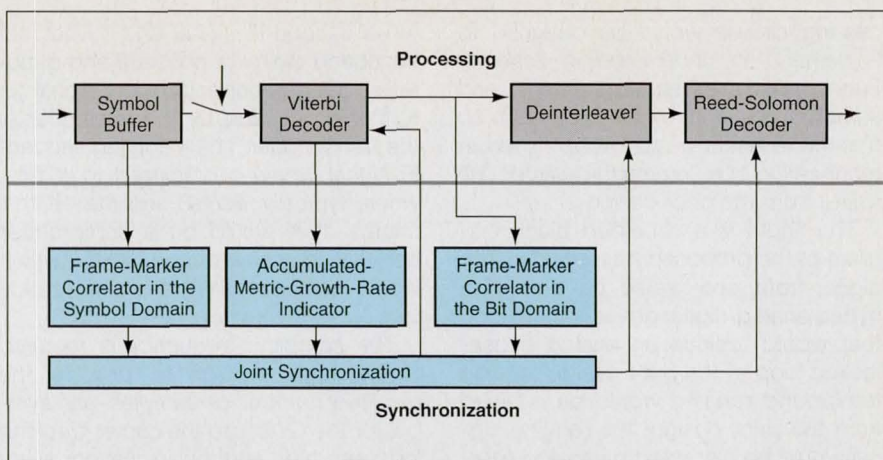 Processing
Symbol
Buffer
Viterbi
Decoder
Deinterleaver
Reed-Solomon
Decoder
Frame-Marker
Correlator in the
Symbol Domain
Accumulated-
Metric-Growth-Rate
Indicator
Frame-Marker
Correlator in
the Bit Domain
Joint Synchronization
Synchronization